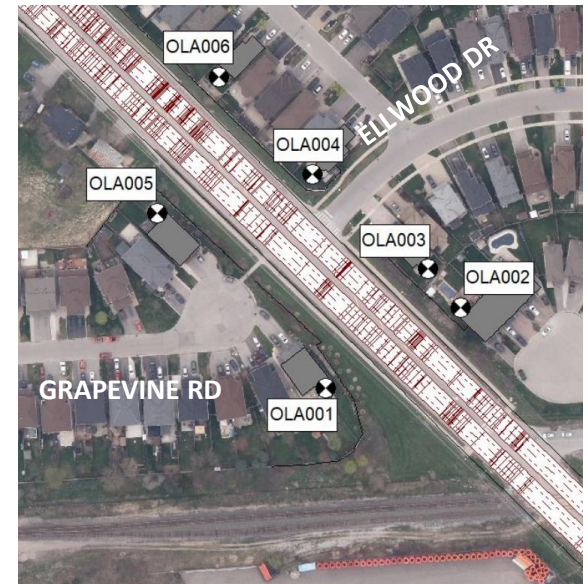 OLA006
ELLWOOD DR
OLA004
OLA005
OLA003
OLA002
GRAPEVINE RD
OLA001